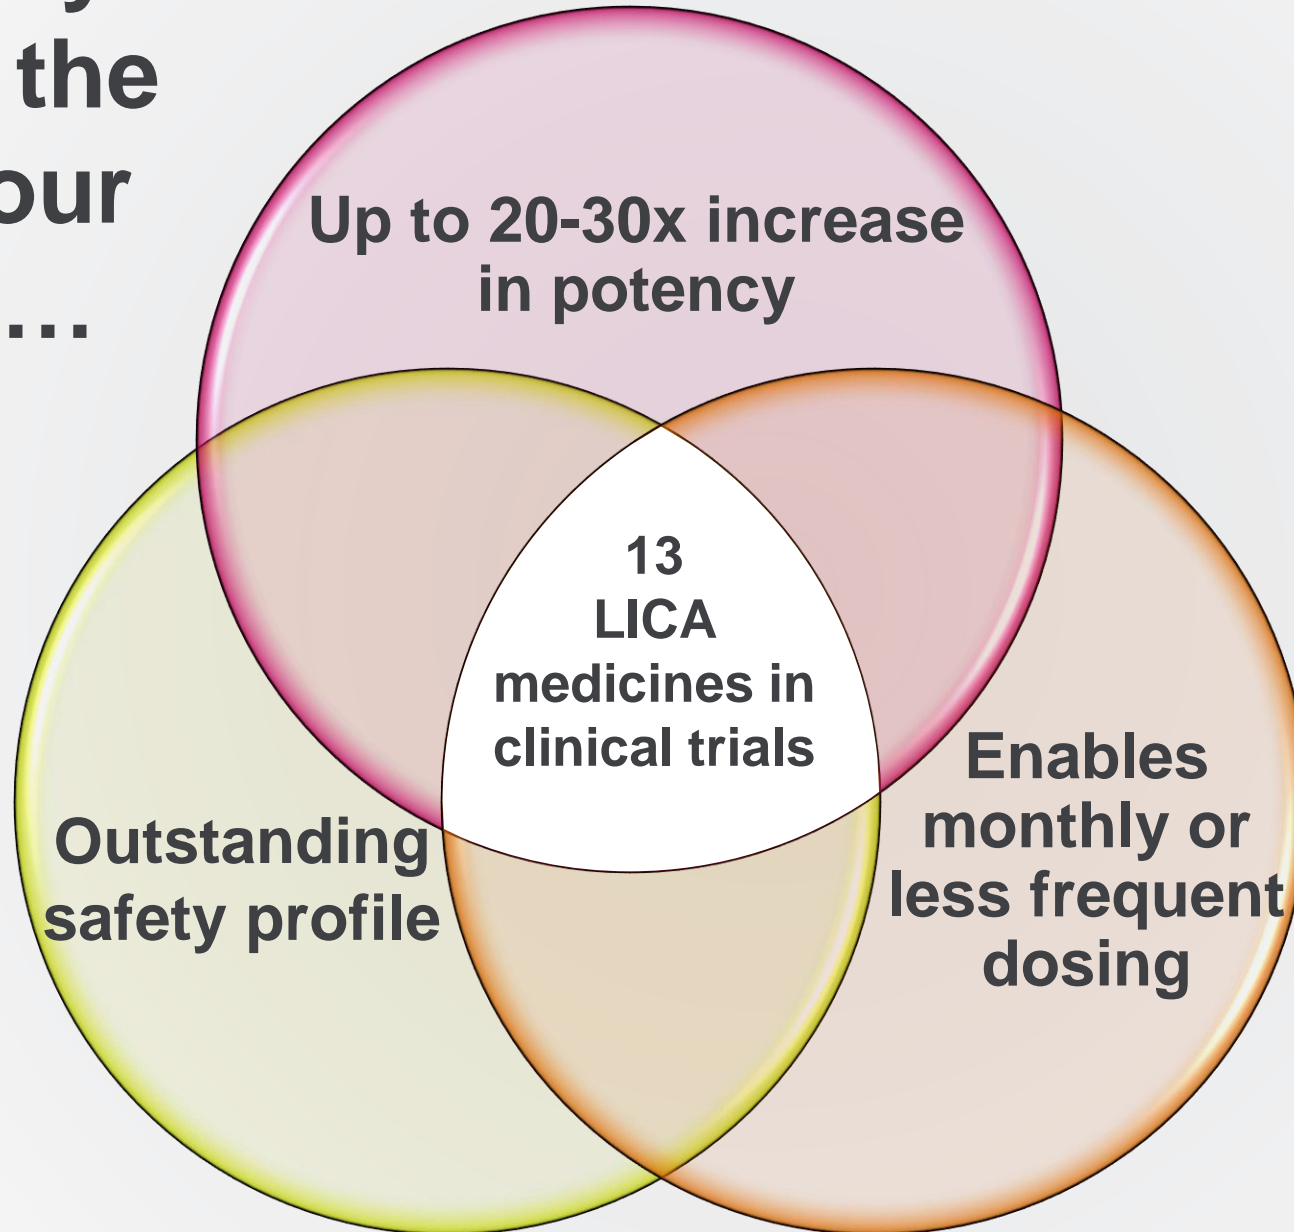 the
our
...
Up to 20-30x increase
in potency
13
LICA
medicines in
clinical trials
Enables
monthly or
less frequent
dosing
Outstanding
safety profile